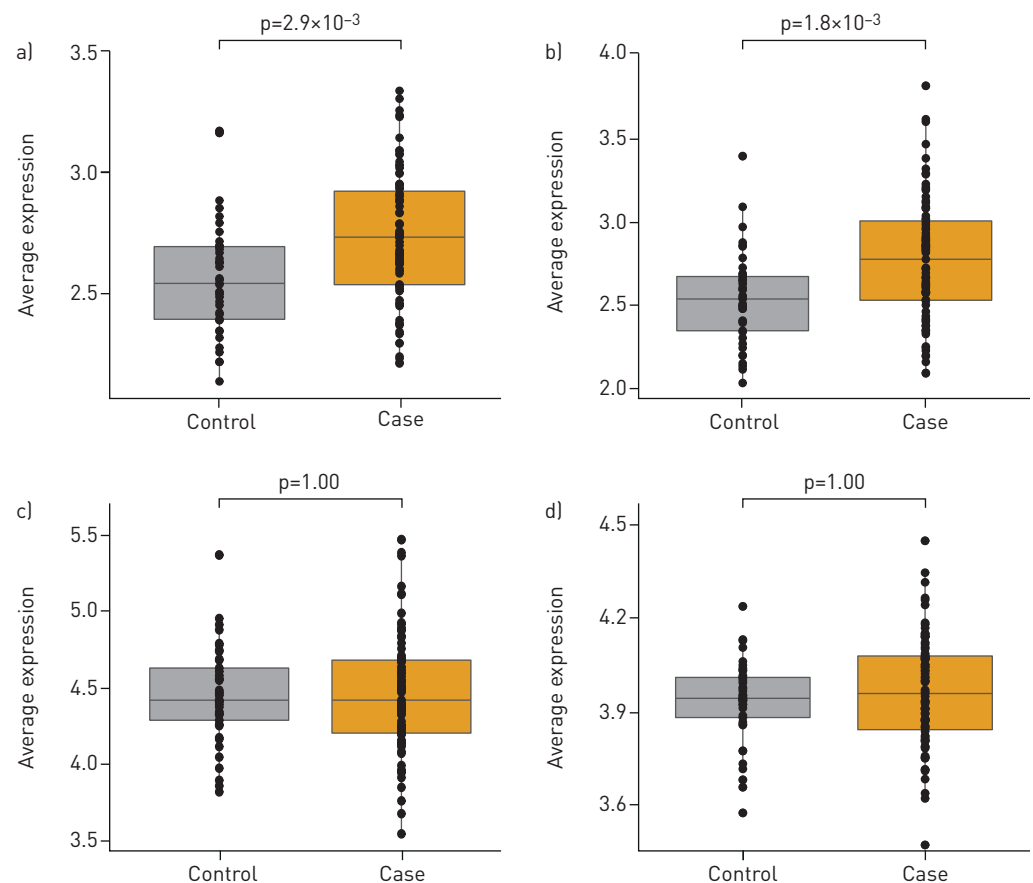 a)
p=2.9×10⁻³
Average expression
3.5
3.0
2.5
Control
Case
b)
p=1.8×10⁻³
Average expression
4.0
3.5
3.0
2.5
2.0
Control
Case
c)
p=1.00
Average expression
5.5
5.0
4.5
4.0
3.5
Control
Case
d)
p=1.00
Average expression
4.5
4.2
3.9
3.6
Control
Case